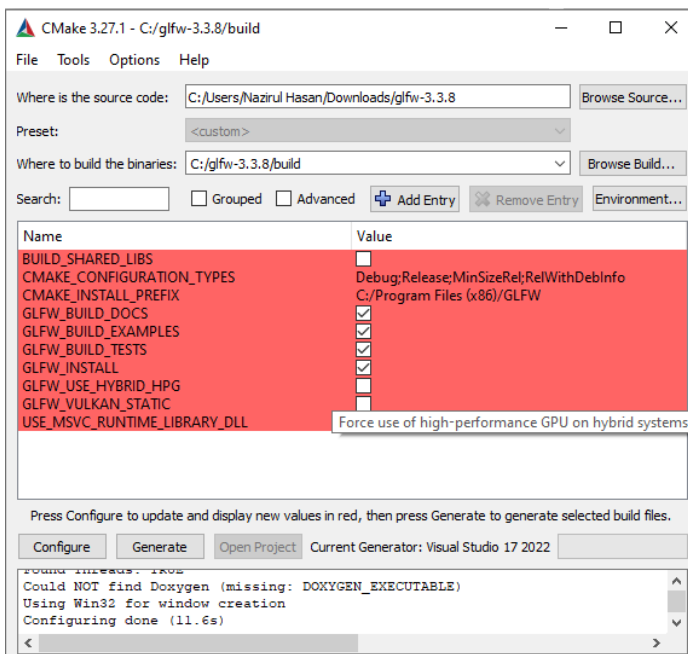 CMake 3.27.1 - C:/glfw-3.3.8/build
File Tools Options Help
Where is the source code: C:/Users/Nazirul Hasan/Downloads/glfw-3.3.8 Browse Source...
Preset: <custom>
Where to build the binaries: C:/glfw-3.3.8/build Browse Build...
Search: Grouped Advanced Add Entry Remove Entry Environment...
Name Value
BUILD_SHARED_LIBS
CMAKE_CONFIGURATION_TYPES Debug;Release;MinSizeRel;RelWithDebInfo
CMAKE_INSTALL_PREFIX C:/Program Files (x86)/GLFW
GLFW_BUILD_DOCS
GLFW_BUILD_EXAMPLES
GLFW_BUILD_TESTS
GLFW_INSTALL
GLFW_USE_HYBRID_HPG
GLFW_VULKAN_STATIC
USE_MSVC_RUNTIME_LIBRARY_DLL Force use of high-performance GPU on hybrid systems
Press Configure to update and display new values in red, then press Generate to generate selected build files.
Configure Generate Open Project Current Generator: Visual Studio 17 2022
Found Threads: TRUE
Could NOT find Doxygen (missing: DOXYGEN_EXECUTABLE)
Using Win32 for window creation
Configuring done (11.6s)